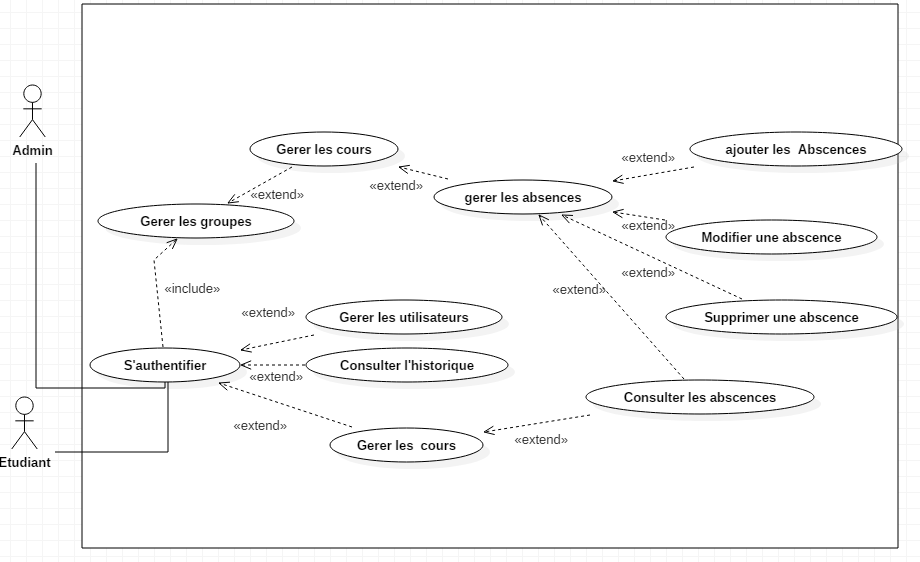 Admin
Gerer les cours
ajouter les  Abscences
«extend»
«extend»
«extend»
gerer les absences
Gerer les groupes
«extend»
Modifier une abscence
«extend»
«include»
«extend»
«extend»
Gerer les utilisateurs
Supprimer une abscence
S'authentifier
Consulter l'historique
«extend»
Consulter les abscences
«extend»
Gerer les  cours
«extend»
Etudiant